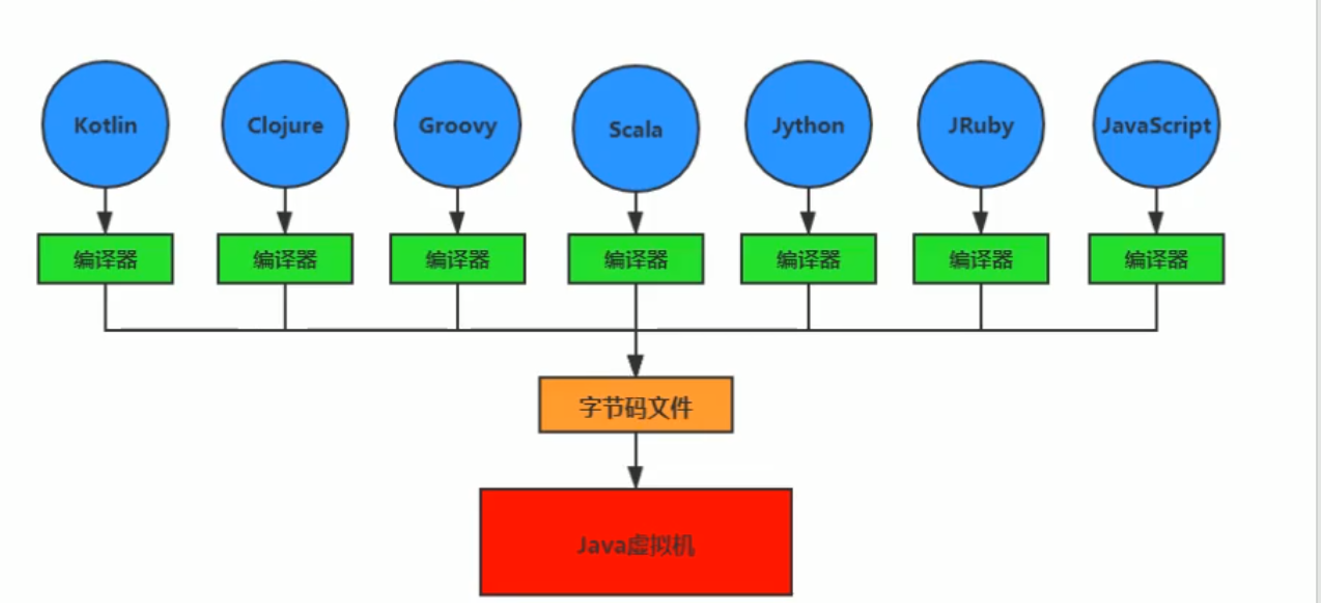 Kotlin
Clojure
Groovy
Scala
Jython
JRuby
JavaScript
编译器
编译器
编译器
编译器
编译器
编译器
编译器
字节码文件
Java虚拟机